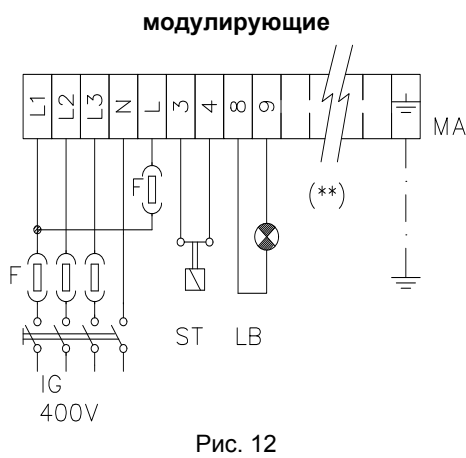 модулирующие
L1 L2 L3 N L 3 4 8 9
MA
F
(**)
F
ST LB
IG
400V
Рис. 12